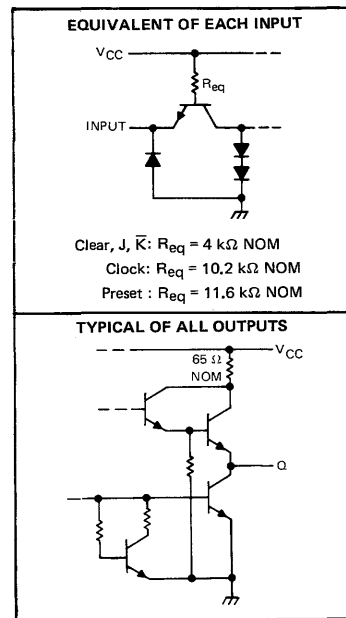 EQUIVALENT OF EACH INPUT
VCC
Req
INPUT
Clear, J, K̅: Req = 4 kΩ NOM
Clock: Req = 10.2 kΩ NOM
Preset : Req = 11.6 kΩ NOM
TYPICAL OF ALL OUTPUTS
VCC
65 Ω
NOM
Q